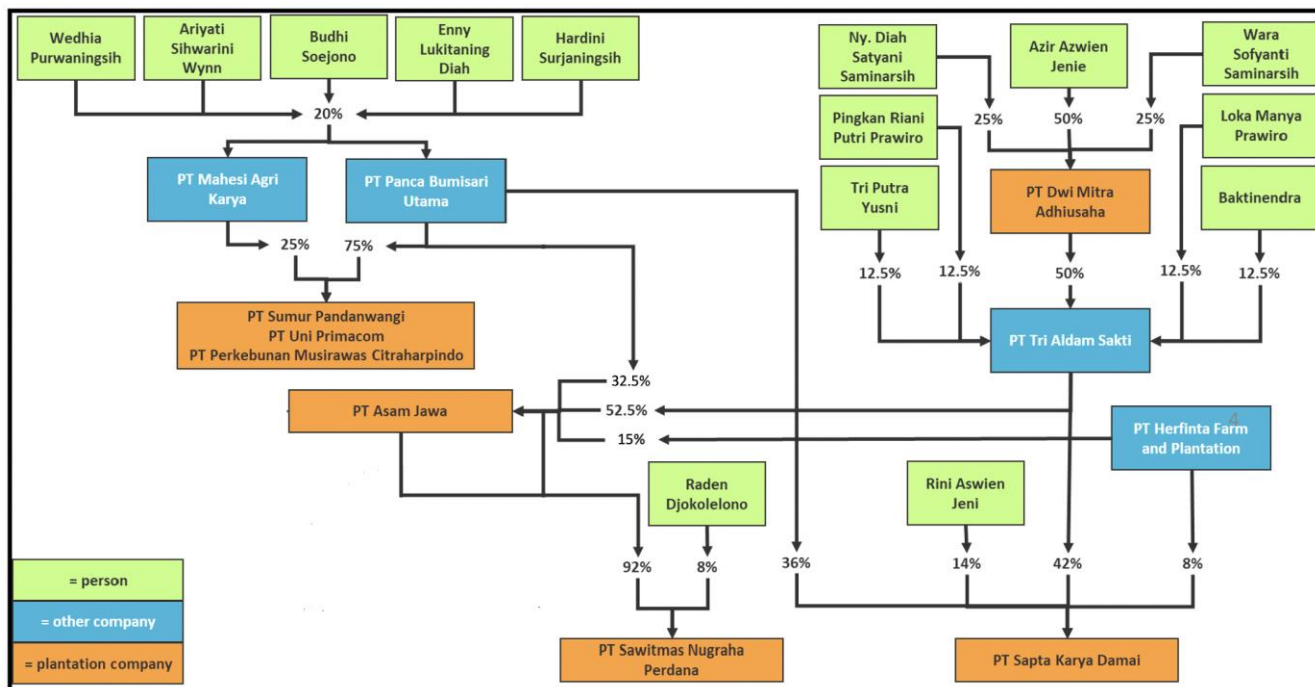 Wedhia
Purwaningsih
Ariyati
Sihwarini
Wynn
Budhi
Soejono
Enny
Lukitaning
Diah
Hardini
Surjaningsih
Ny. Diah
Satyani
Saminarsih
Azir Azwien
Jenie
Wara
Sofyanti
Saminarsih
20%
25%
50%
25%
Pingkan Riani
Putri Prawiro
Loka Manya
Prawiro
PT Mahesi Agri
Karya
PT Panca Bumisari
Utama
Tri Putra
Yusni
PT Dwi Mitra
Adhiusaha
Baktinendra
25%
75%
12.5%
12.5%
50%
12.5%
12.5%
PT Sumur Pandanwangi
PT Uni Primacom
PT Perkebunan Musirawas Citraharpindo
PT Tri Aldam Sakti
32.5%
PT Asam Jawa
52.5%
15%
4
PT Herfinta Farm
and Plantation
Raden
Djokolelono
Rini Aswien
Jeni
92%
8%
36%
14%
42%
8%
= person
= other company
= plantation company
PT Sawitmas Nugraha
Perdana
PT Sapta Karya Damai